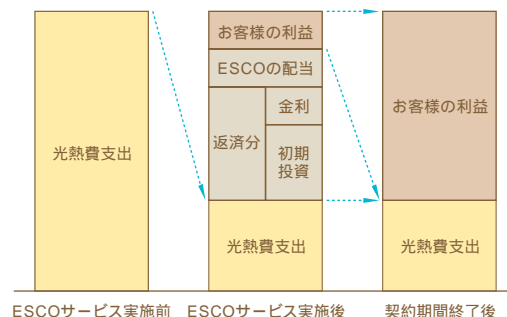 光熱費支出
お客様の利益
ESCOの配当
返済分
金利
初期
投資
光熱費支出
お客様の利益
光熱費支出
ESCOサービス実施前
ESCOサービス実施後
契約期間終了後